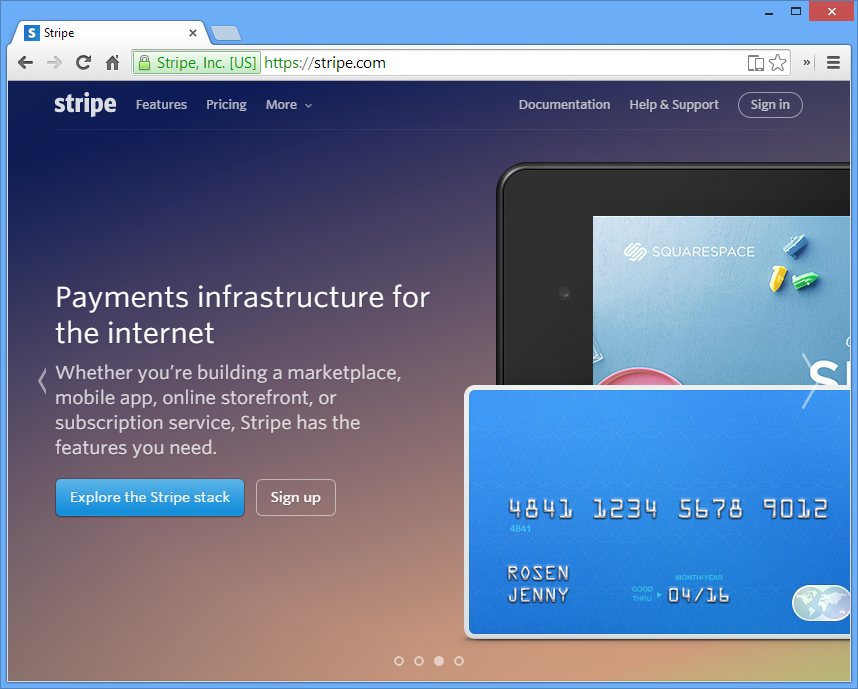 Stripe
Stripe, Inc. [US] https://stripe.com
stripe Features Pricing More Documentation Help & Support Sign in
SQUARESPACE
Payments infrastructure for
the internet
Whether you’re building a marketplace,
mobile app, online storefront, or
subscription service, Stripe has the
features you need.
Explore the Stripe stack Sign up
4841 1234 5678 9012
4841
ROSEN
JENNY
MONTH/YEAR
GOOD
THRU
04/16